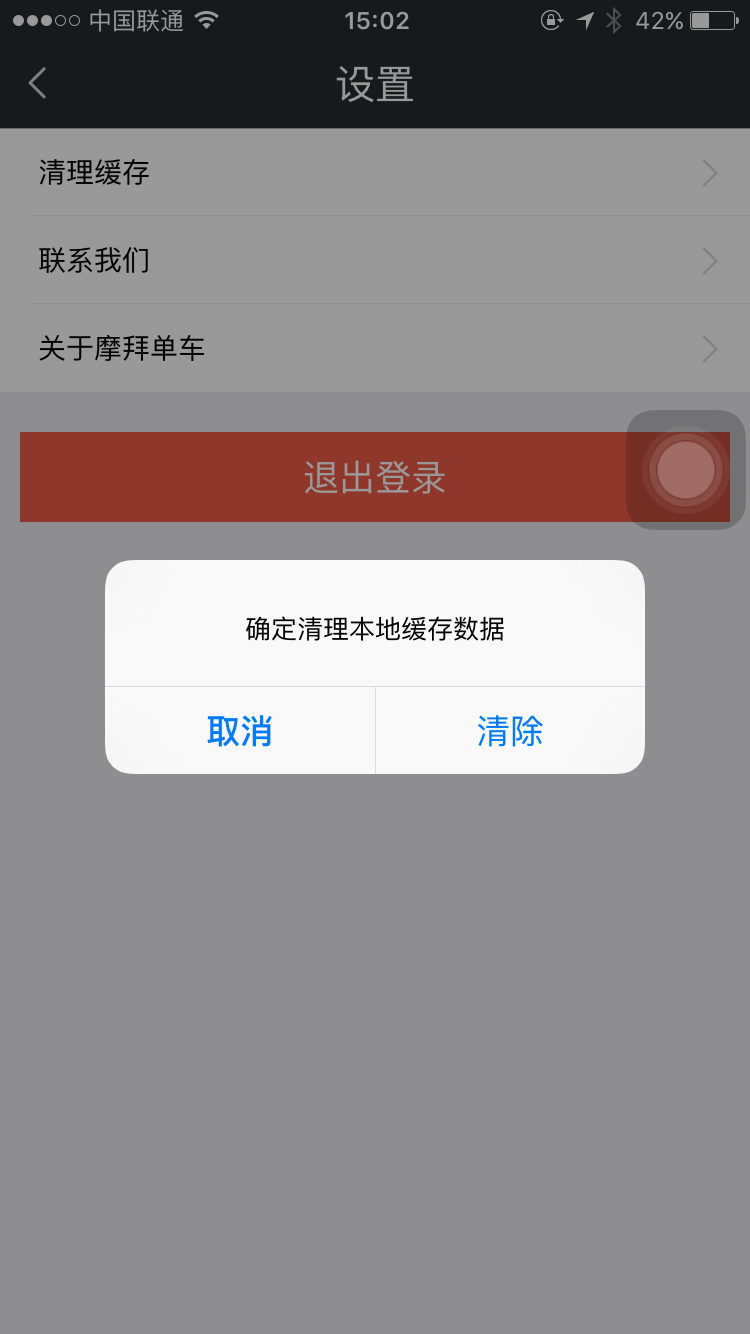 中国联通 15:02 42%
设置
清理缓存
联系我们
关于摩拜单车
退出登录
确定清理本地缓存数据
取消 清除